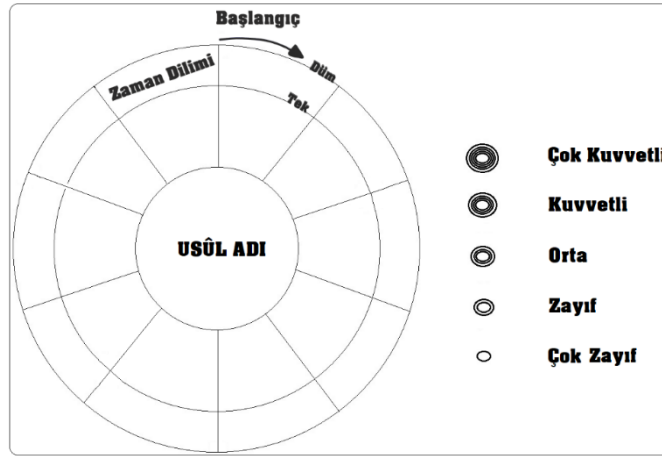 Başlangıç
Zaman Dilimi
Düm
Tek
USÛL ADI
Çok Kuvvetli
Kuvvetli
Orta
Zayıf
Çok Zayıf